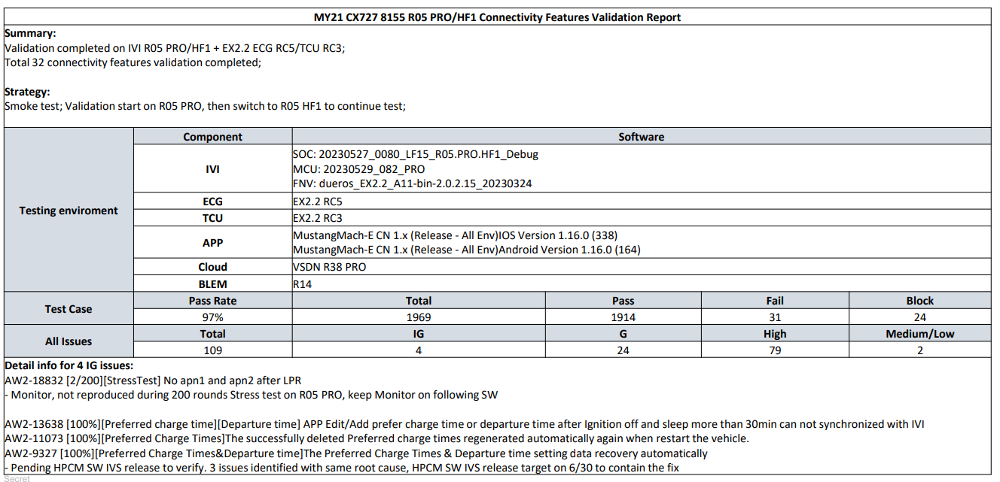 MY21 CX727 8155 R05 PRO/HF1 Connectivity Features Validation Report
Summary:
Validation completed on IVI R05 PRO/HF1 + EX2.2 ECG RC5/TCU RC3;
Total 32 connectivity features validation completed;
Strategy:
Smoke test; Validation start on R05 PRO, then switch to R05 HF1 to continue test;
Testing enviroment
Component Software
IVI
SOC: 20230527_0080_LF15_R05.PRO.HF1_Debug
MCU: 20230529_082_PRO
FNV: dueros_EX2.2_A11-bin-2.0.2.15_20230324
ECG EX2.2 RC5
TCU EX2.2 RC3
APP
MustangMach-E CN 1.x (Release - All Env)IOS Version 1.16.0 (338)
MustangMach-E CN 1.x (Release - All Env)Android Version 1.16.0 (164)
Cloud VSDN R38 PRO
BLEM R14
Test Case
Pass Rate Total Pass Fail Block
97% 1969 1914 31 24
All Issues
Total IG G High Medium/Low
109 4 24 79 2
Detail info for 4 IG issues:
AW2-18832 [2/200][StressTest] No apn1 and apn2 after LPR
- Monitor, not reproduced during 200 rounds Stress test on R05 PRO, keep Monitor on following SW
AW2-13638 [100%][Preferred charge time][Departure time] APP Edit/Add prefer charge time or departure time after Ignition off and sleep more than 30min can not synchronized with IVI
AW2-11073 [100%][Preferred Charge Times]The successfully deleted Preferred charge times regenerated automatically again when restart the vehicle.
AW2-9327 [100%][Preferred Charge Times&Departure time]The Preferred Charge Times & Departure time setting data recovery automatically
- Pending HPCM SW IVS release to verify. 3 issues identified with same root cause, HPCM SW IVS release target on 6/30 to contain the fix
Secret